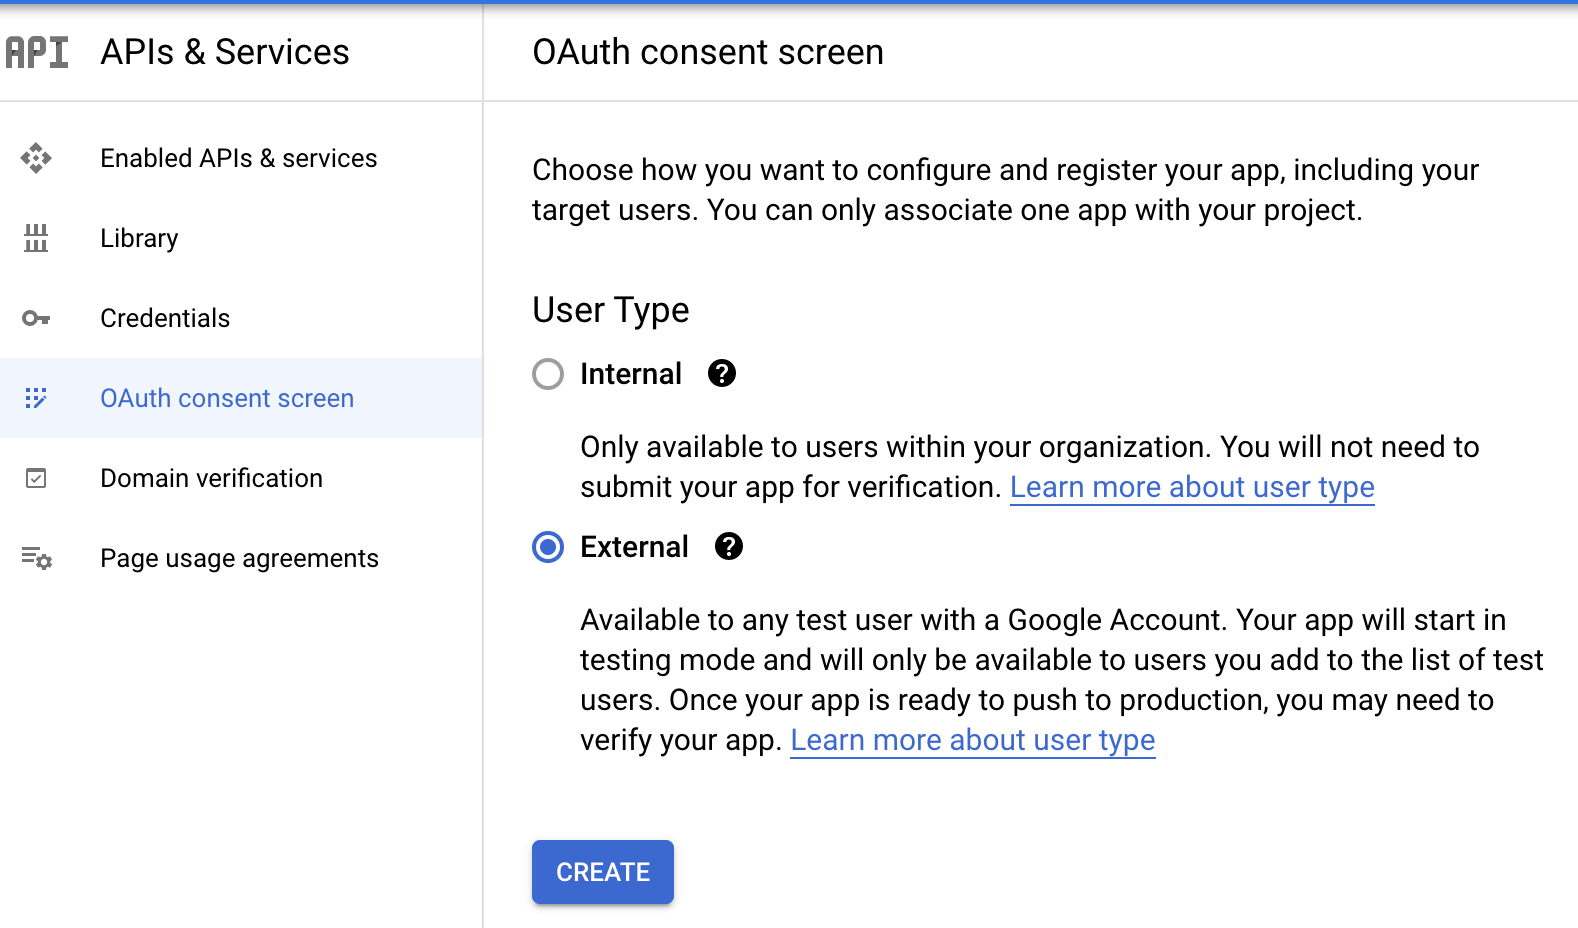 API APIs & Services
OAuth consent screen
Enabled APIs & services
Library
Credentials
OAuth consent screen
Domain verification
Page usage agreements
Choose how you want to configure and register your app, including your
target users. You can only associate one app with your project.
User Type
Internal ?
Only available to users within your organization. You will not need to
submit your app for verification. Learn more about user type
External ?
Available to any test user with a Google Account. Your app will start in
testing mode and will only be available to users you add to the list of test
users. Once your app is ready to push to production, you may need to
verify your app. Learn more about user type
CREATE